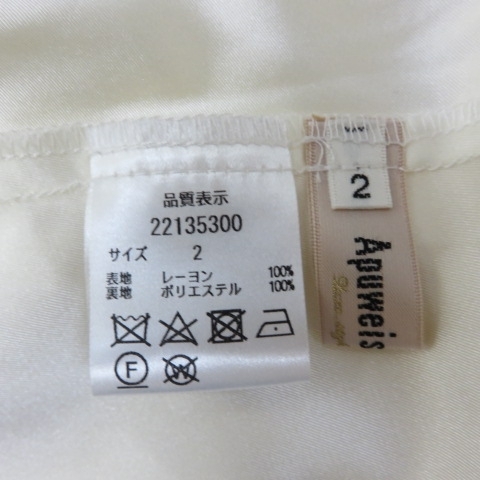 品質表示
22135300
サイズ 2
表地 レーヨン 100%
裏地 ポリエステル 100%
F
W
2
Apuweis